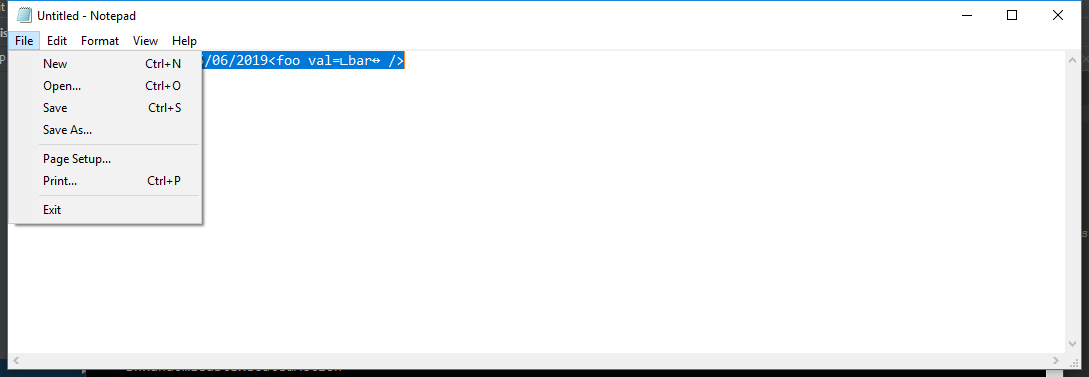 Untitled - Notepad
File Edit Format View Help
/06/2019<foo val=∟bar↔ />
New Ctrl+N
Open... Ctrl+O
Save Ctrl+S
Save As...
Page Setup...
Print... Ctrl+P
Exit